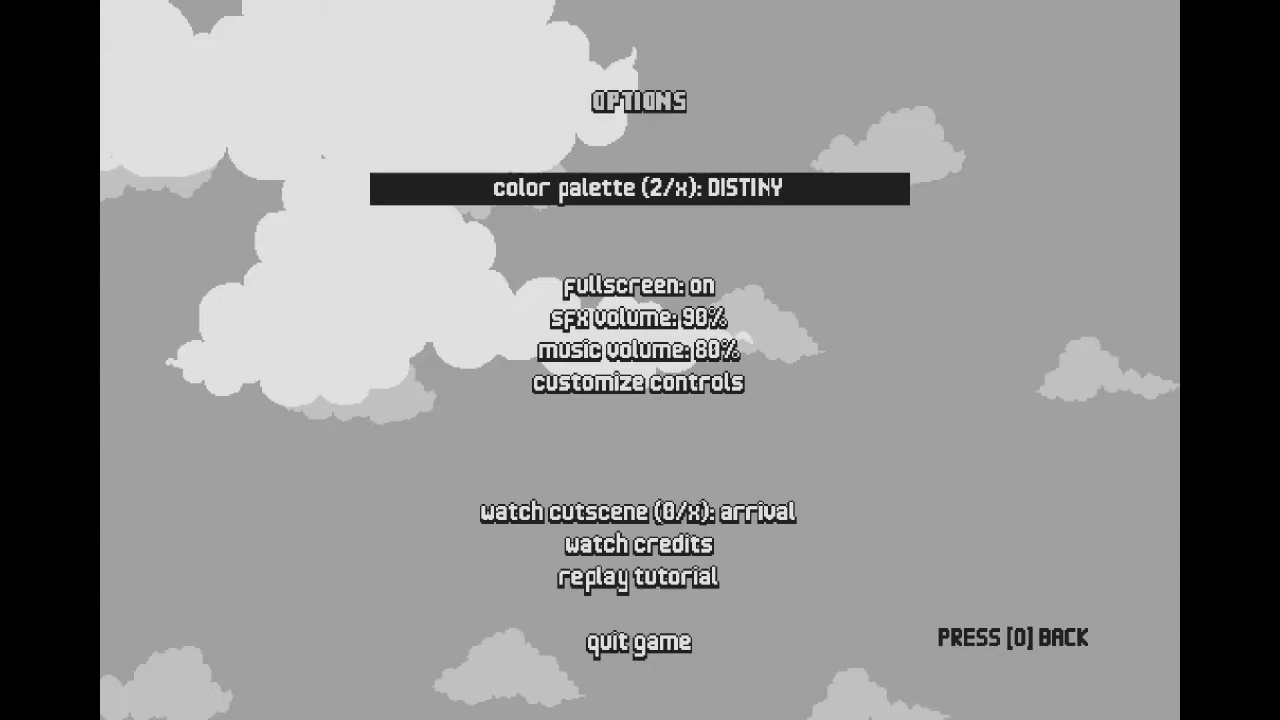 OPTIONS
color palette (2/x): DISTINY
fullscreen: on
sfx volume: 90%
music volume: 80%
customize controls
watch cutscene (0/x): arrival
watch credits
replay tutorial
quit game
PRESS [O] BACK